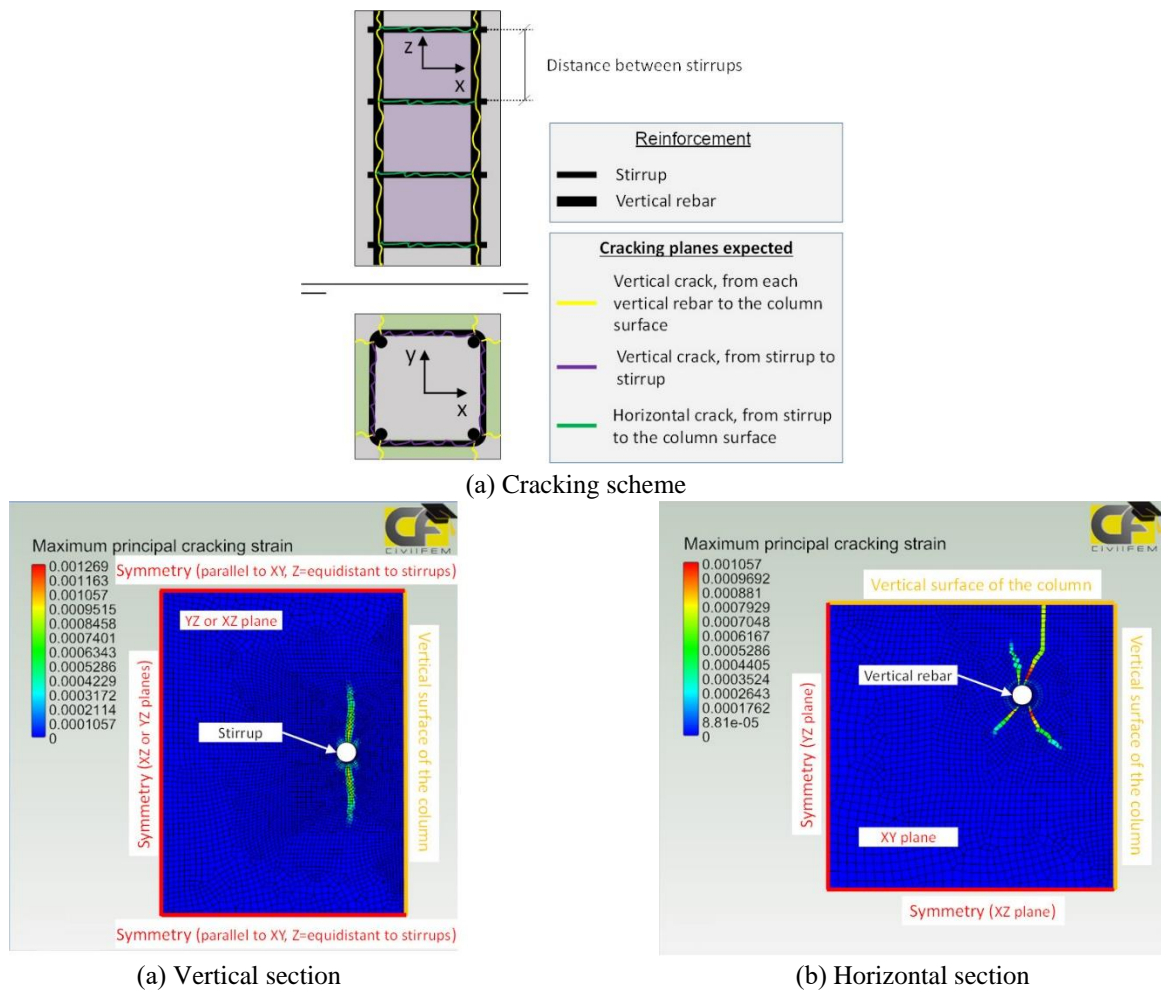 z
x
Distance between stirrups
Reinforcement
Stirrup
Vertical rebar
Cracking planes expected
Vertical crack, from each
vertical rebar to the column
surface
Vertical crack, from stirrup to
stirrup
Horizontal crack, from stirrup
to the column surface
y
x
(a) Cracking scheme
CF
CIVILFEM
Maximum principal cracking strain
Symmetry (parallel to XY, Z=equidistant to stirrups)
0.001269
0.001163
0.001057
0.0009515
0.0008458
0.0007401
0.0006343
0.0005286
0.0004229
0.0003172
0.0002114
0.0001057
0
YZ or XZ plane
Symmetry (XZ or YZ planes)
Stirrup
Vertical surface of the column
Symmetry (parallel to XY, Z=equidistant to stirrups)
(a) Vertical section
CF
CIVILFEM
Maximum principal cracking strain
0.001057
0.0009692
0.000881
0.0007929
0.0007048
0.0006167
0.0005286
0.0004405
0.0003524
0.0002643
0.0001762
8.81e-05
0
Vertical surface of the column
Vertical rebar
Symmetry (YZ plane)
Vertical surface of the column
XY plane
Symmetry (XZ plane)
(b) Horizontal section